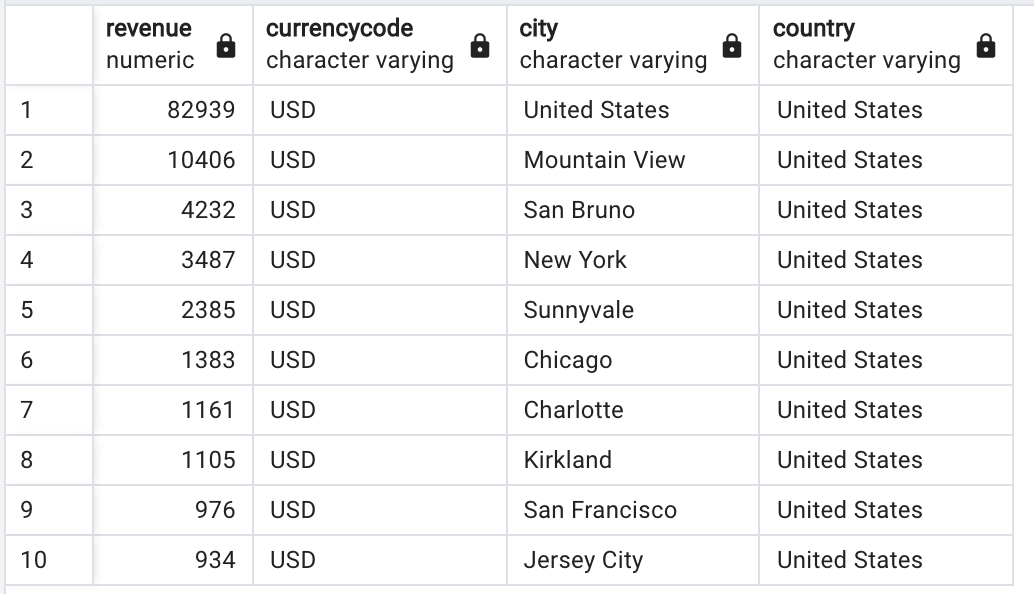 revenue currencycode city country
numeric character varying character varying character varying
1 82939 USD United States United States
2 10406 USD Mountain View United States
3 4232 USD San Bruno United States
4 3487 USD New York United States
5 2385 USD Sunnyvale United States
6 1383 USD Chicago United States
7 1161 USD Charlotte United States
8 1105 USD Kirkland United States
9 976 USD San Francisco United States
10 934 USD Jersey City United States